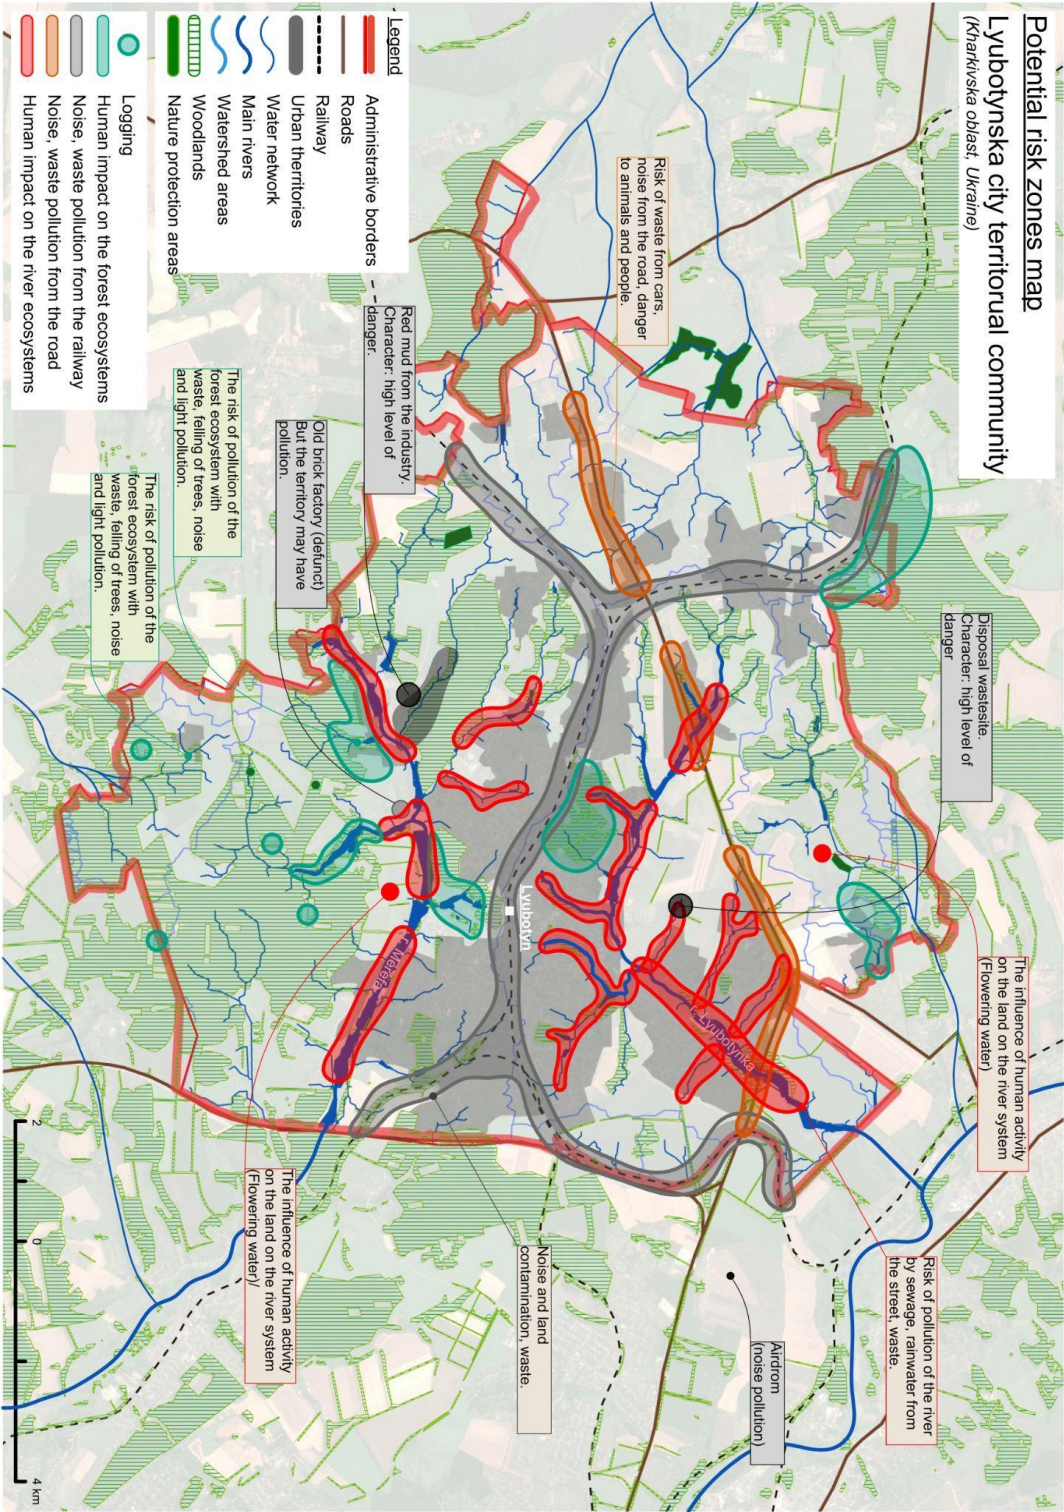 Potential risk zones map
Lyubotynska city territorual community
(Kharkivska oblast, Ukraine)
Legend
Administrative borders
Roads
Railway
Urban territories
Water network
Main rivers
Watershed areas
Woodlands
Nature protection areas
Logging
Human impact on the forest ecosystems
Noise, waste pollution from the railway
Noise, waste pollution from the road
Human impact on the river ecosystems
Risk of waste from cars,
noise from the road, danger
to animals and people.
Red mud from the industry.
Character: high level of
danger.
Old brick factory (defunct)
But the territory may have
pollution.
The risk of pollution of the
forest ecosystem with
waste, felling of trees, noise
and light pollution.
The risk of pollution of the
forest ecosystem with
waste, felling of trees, noise
and light pollution.
Disposal wastesite.
Character: high level of
danger
The influence of human activity
on the land on the river system
(Flowering water)
Lyubotyn
r. Lyubotynka
r. Merefa
Risk of pollution of the river
by sewage, rainwater from
the street, waste.
Airdrom
(noise pollution)
Noise and land
contamination, waste.
The influence of human activity
on the land on the river system
(Flowering water)/
2
0
4 km